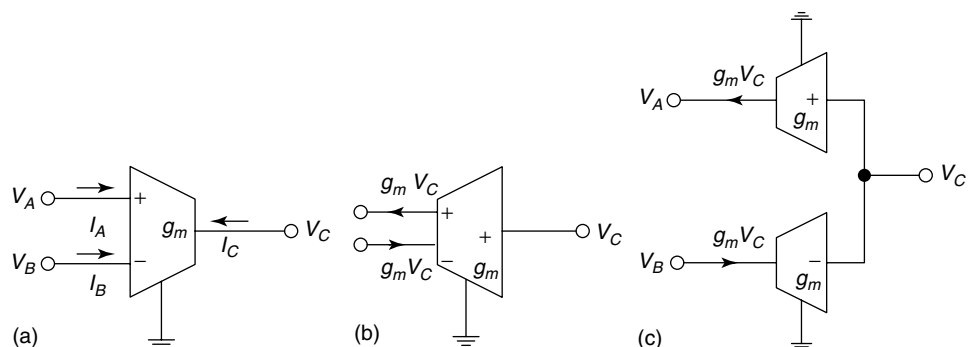 V_A
I_A
V_B
I_B
+
−
g_m
I_C
V_C
(a)
g_m V_C
g_m V_C
+
−
+
g_m
V_C
(b)
V_A
g_m V_C
+
g_m
V_C
V_B
g_m V_C
−
g_m
(c)